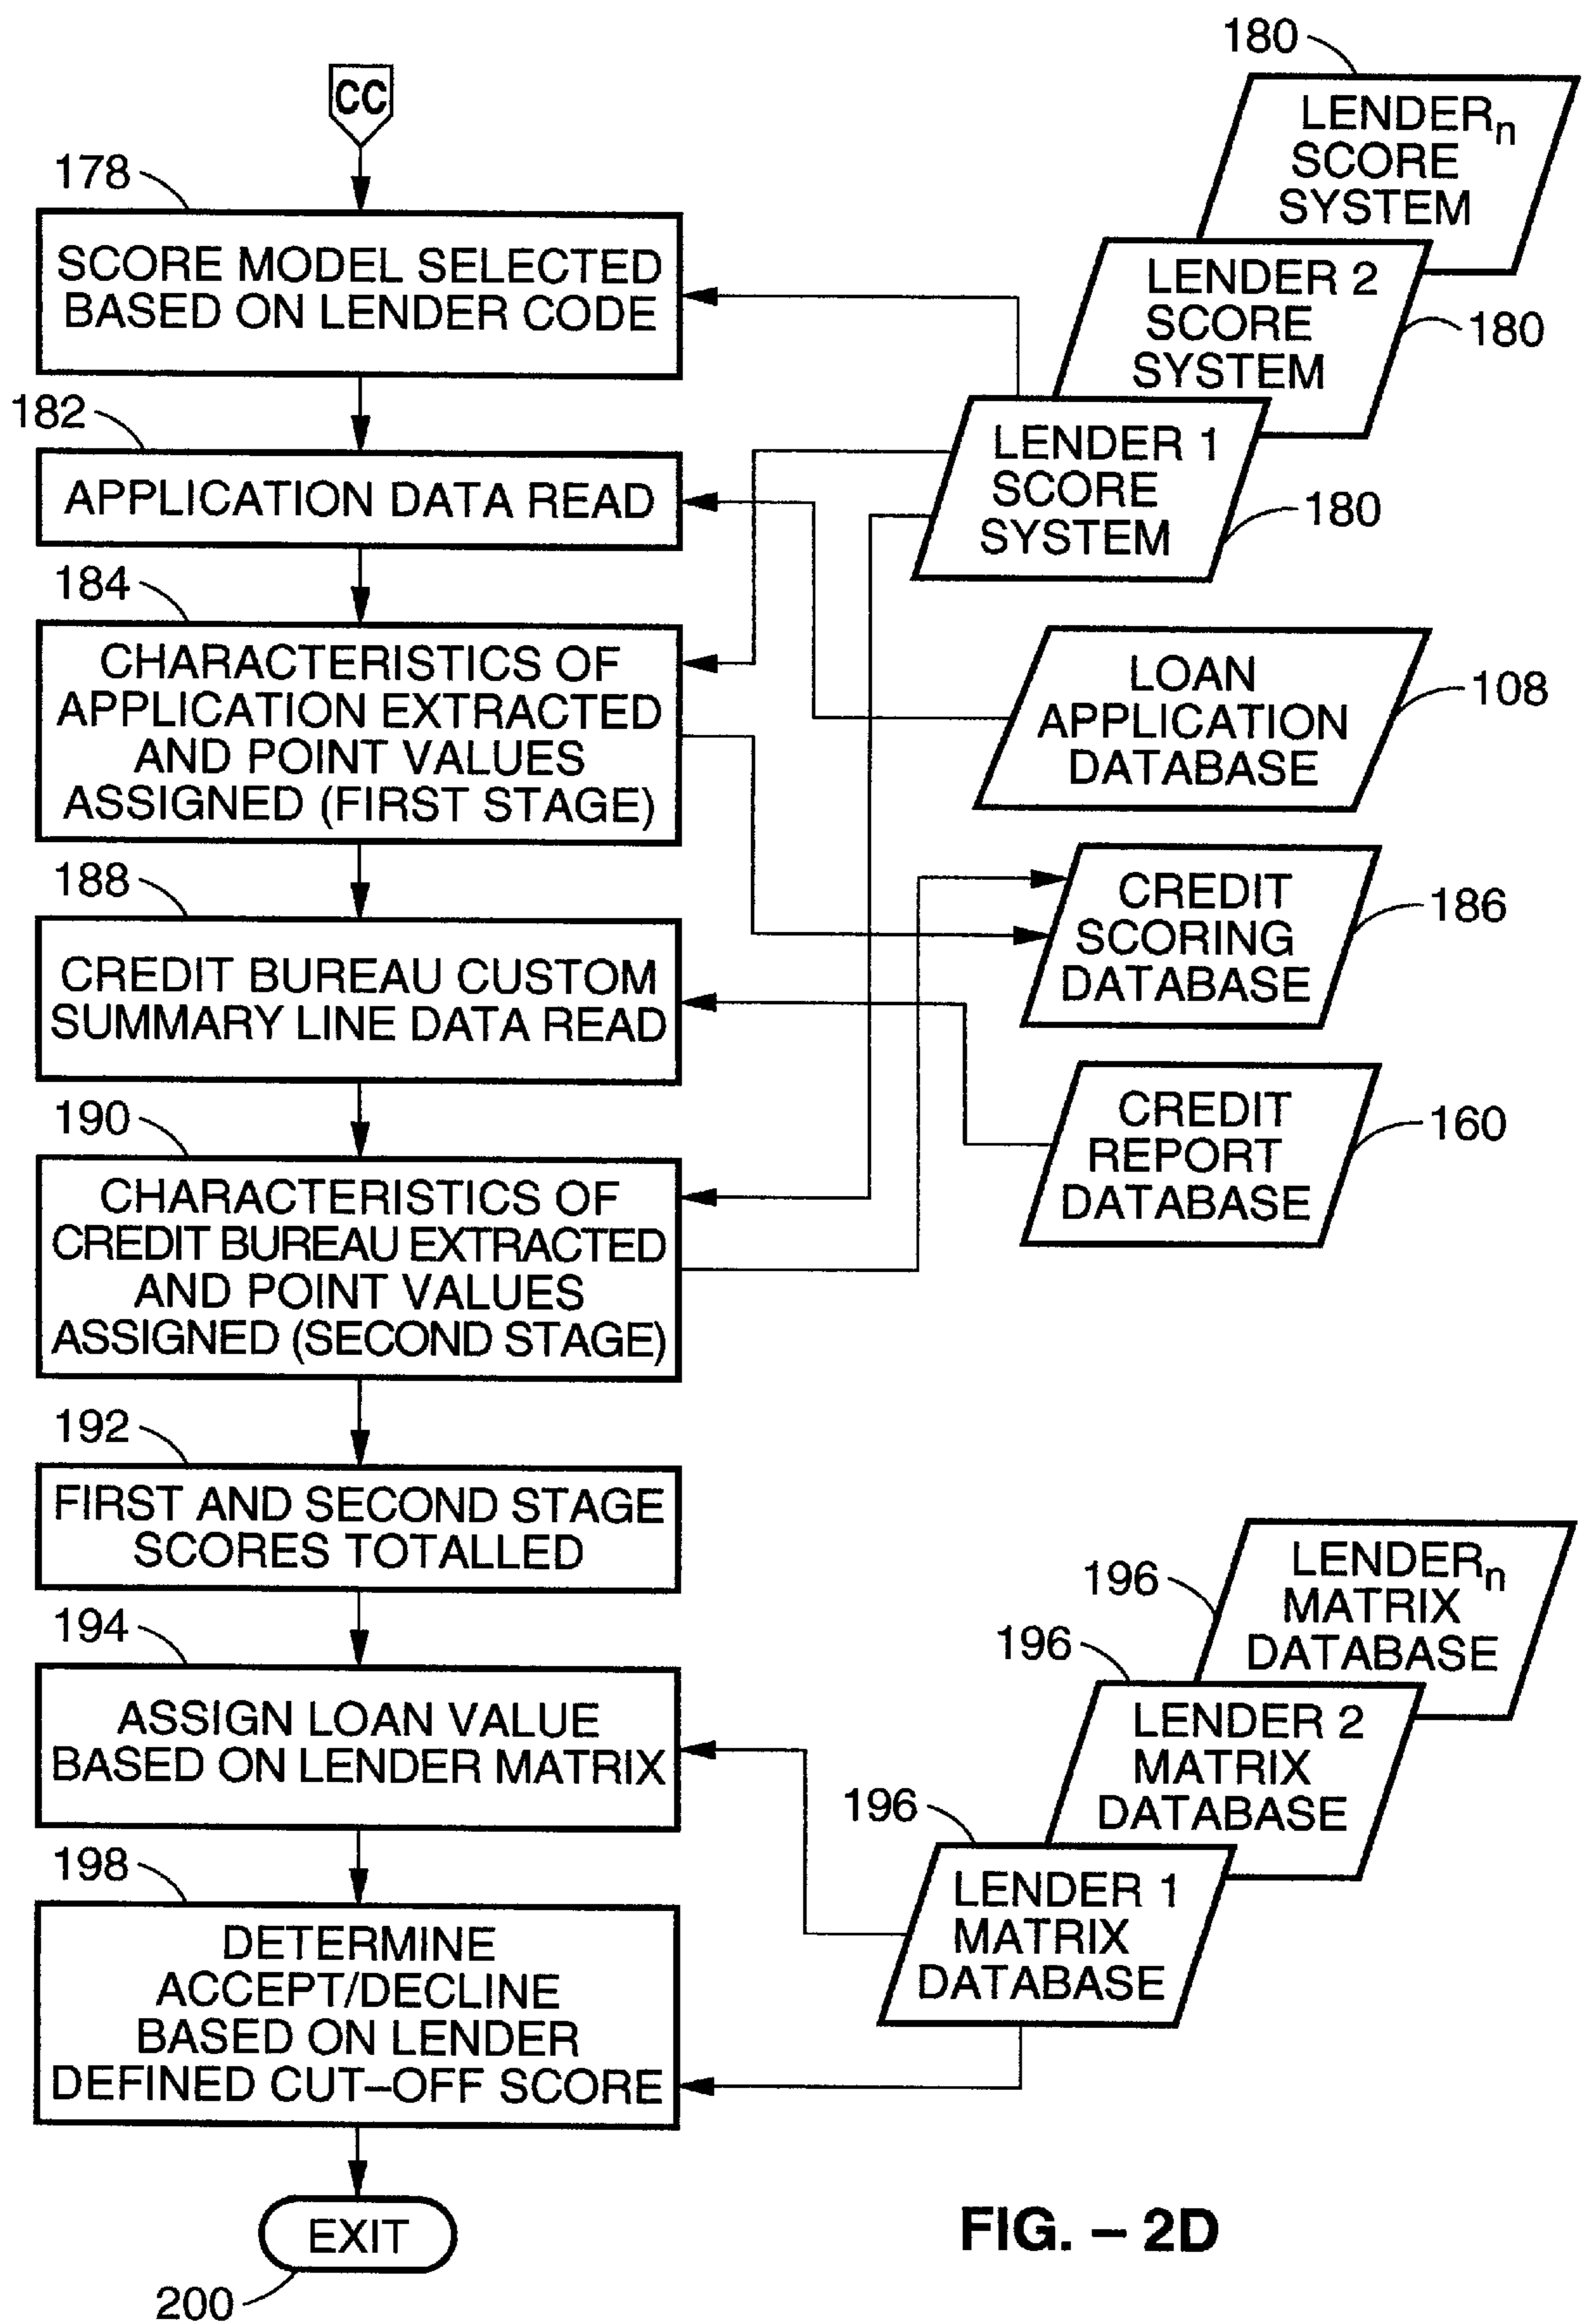 CC
178
SCORE MODEL SELECTED
BASED ON LENDER CODE
182
APPLICATION DATA READ
184
CHARACTERISTICS OF
APPLICATION EXTRACTED
AND POINT VALUES
ASSIGNED (FIRST STAGE)
188
CREDIT BUREAU CUSTOM
SUMMARY LINE DATA READ
190
CHARACTERISTICS OF
CREDIT BUREAU EXTRACTED
AND POINT VALUES
ASSIGNED (SECOND STAGE)
192
FIRST AND SECOND STAGE
SCORES TOTALLED
194
ASSIGN LOAN VALUE
BASED ON LENDER MATRIX
198
DETERMINE
ACCEPT/DECLINE
BASED ON LENDER
DEFINED CUT–OFF SCORE
EXIT
200
180
LENDERn
SCORE
SYSTEM
LENDER 2
SCORE
SYSTEM
180
LENDER 1
SCORE
SYSTEM
180
LOAN
APPLICATION
DATABASE
108
CREDIT
SCORING
DATABASE
186
CREDIT
REPORT
DATABASE
160
196
LENDERn
MATRIX
DATABASE
196
LENDER 2
MATRIX
DATABASE
196
LENDER 1
MATRIX
DATABASE
FIG. – 2D